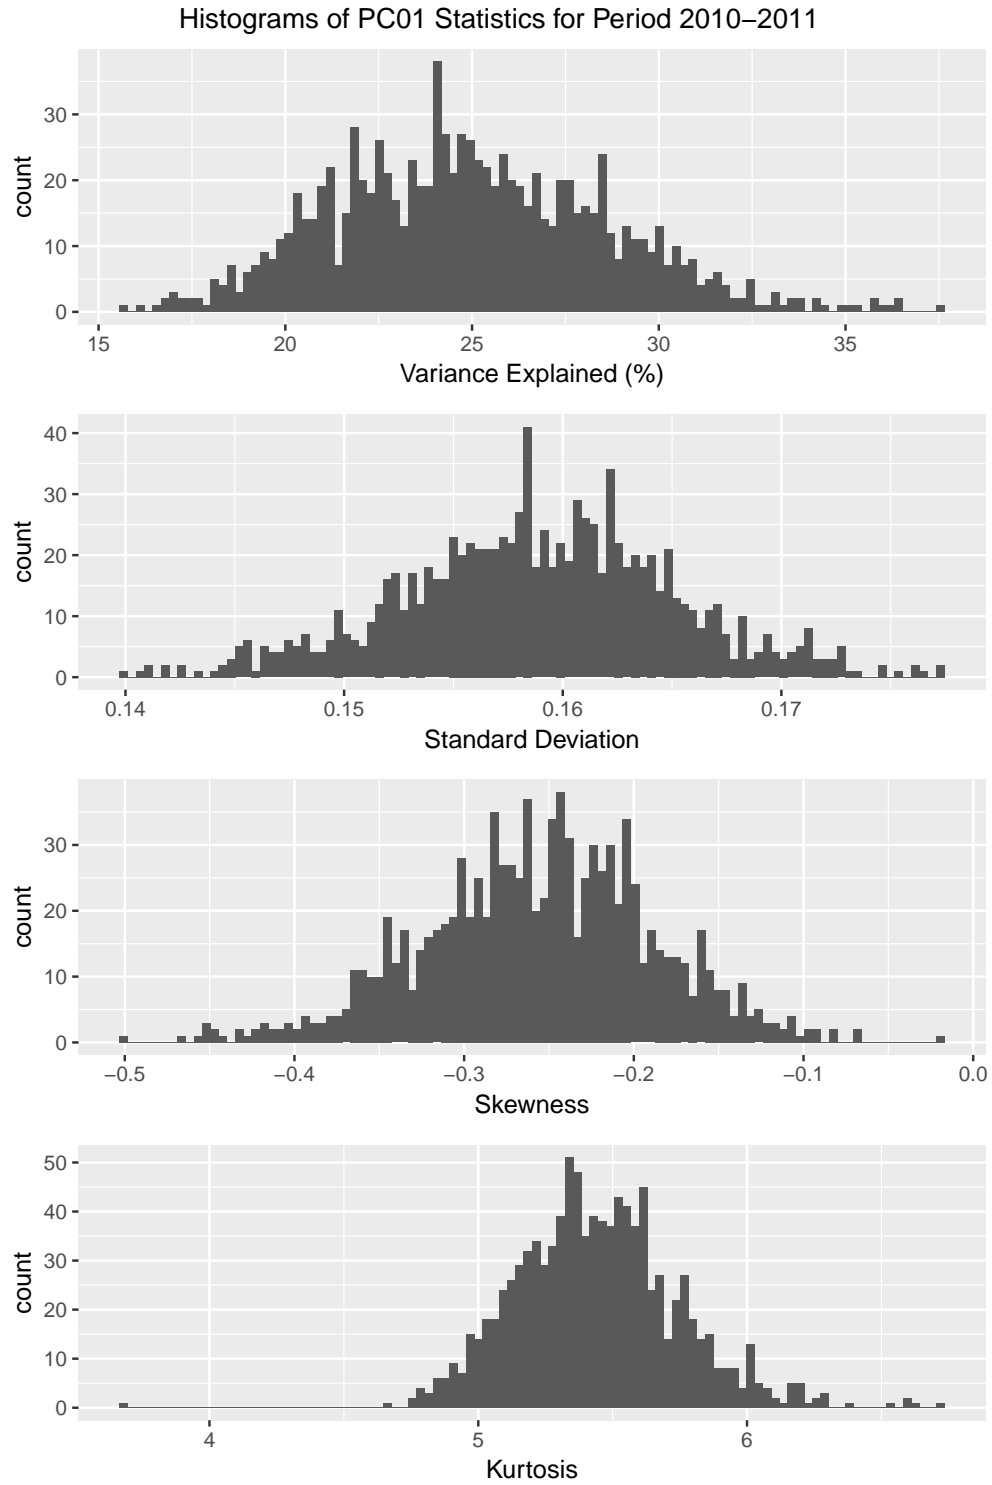 Histograms of PC01 Statistics for Period 2010–2011
30
20
10
0
count
15 20 25 30 35
Variance Explained (%)
40
30
20
10
0
count
0.14 0.15 0.16 0.17
Standard Deviation
30
20
10
0
count
−0.5 −0.4 −0.3 −0.2 −0.1 0.0
Skewness
50
40
30
20
10
0
count
4 5 6
Kurtosis